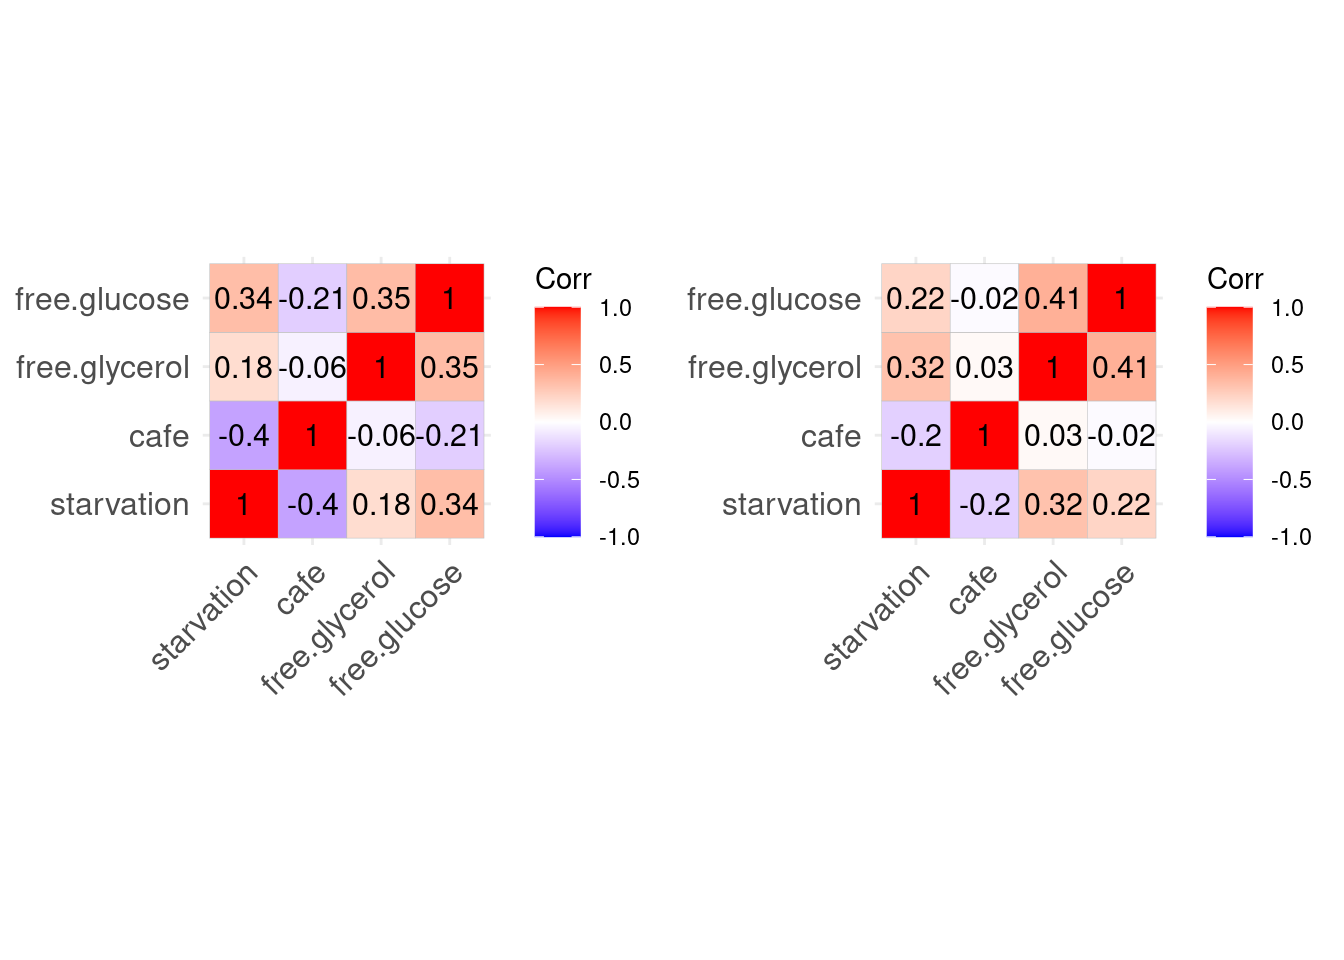 Corr
free.glucose 0.34 -0.21 0.35 1
free.glycerol 0.18 -0.06 1 0.35
cafe -0.4 1 -0.06 -0.21
starvation 1 -0.4 0.18 0.34
1.0
0.5
0.0
-0.5
-1.0
starvation
cafe
free.glycerol
free.glucose
Corr
free.glucose 0.22 -0.02 0.41 1
free.glycerol 0.32 0.03 1 0.41
cafe -0.2 1 0.03 -0.02
starvation 1 -0.2 0.32 0.22
1.0
0.5
0.0
-0.5
-1.0
starvation
cafe
free.glycerol
free.glucose